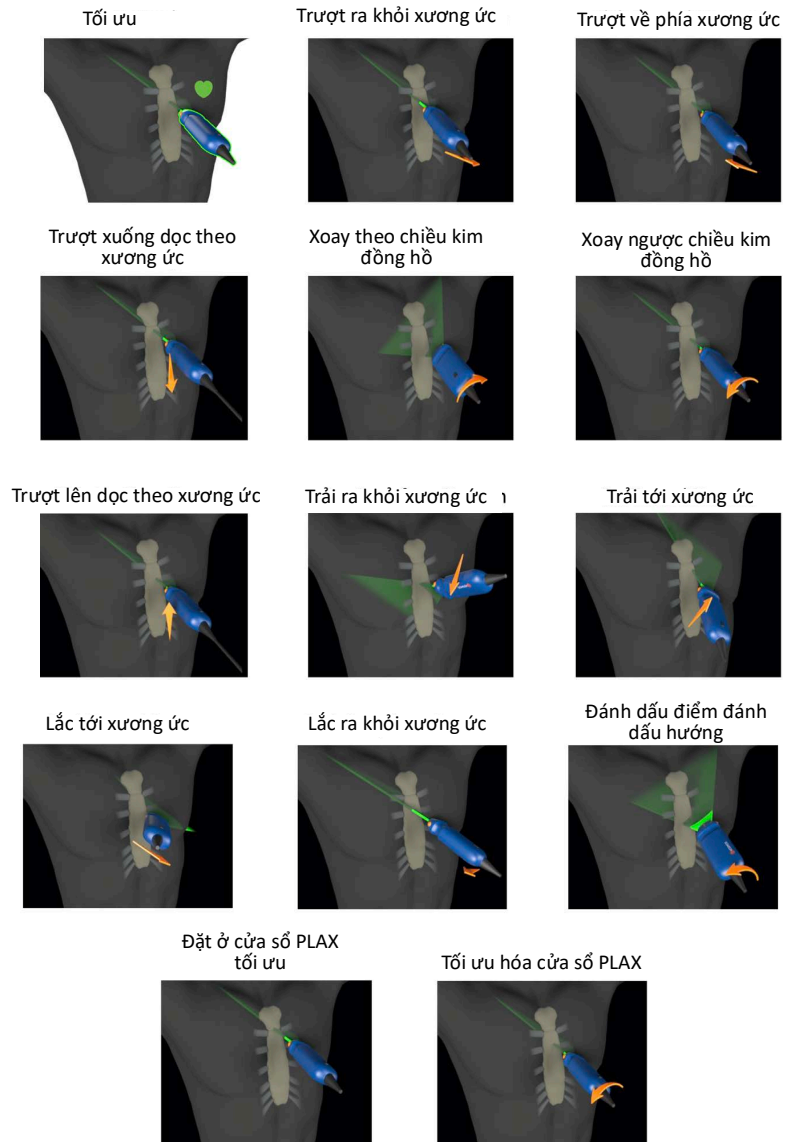 Tối ưu
Trượt ra khỏi xương ức
Trượt về phía xương ức
Trượt xuống dọc theo
xương ức
Xoay theo chiều kim
đồng hồ
Xoay ngược chiều kim
đồng hồ
Trượt lên dọc theo xương ức
Trải ra khỏi xương ức ı
Trải tới xương ức
Lắc tới xương ức
Lắc ra khỏi xương ức
Đánh dấu điểm đánh
dấu hướng
Đặt ở cửa sổ PLAX
tối ưu
Tối ưu hóa cửa sổ PLAX